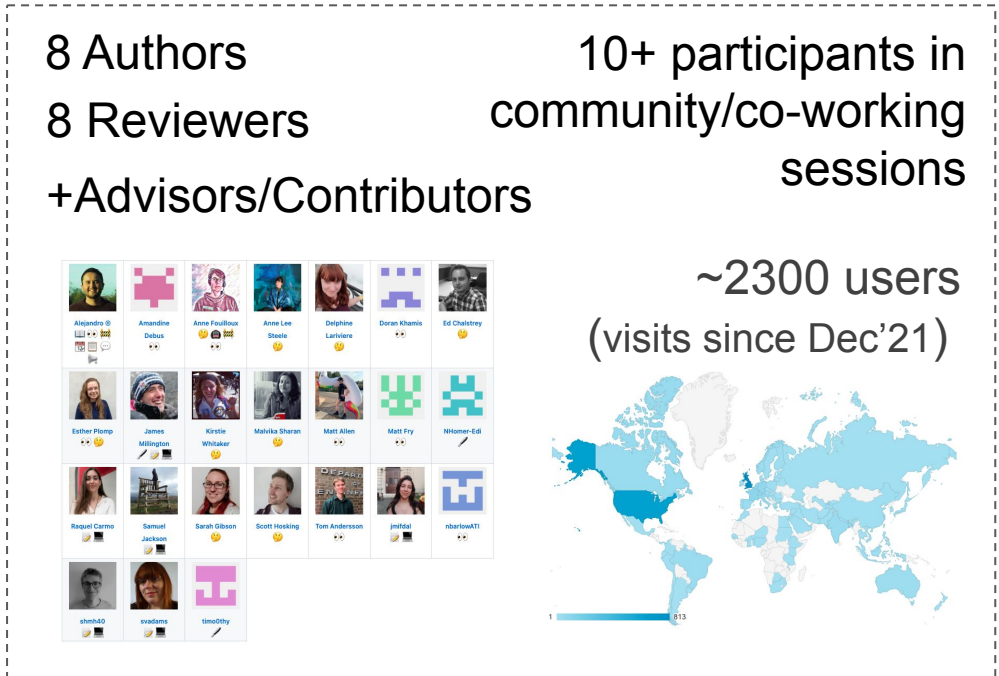 8 Authors
8 Reviewers
+Advisors/Contributors
10+ participants in
community/co-working
sessions
~2300 users
(visits since Dec’21)
Alejandro ©
Amandine
Debus
Anne Fouilloux
Anne Lee
Steele
Delphine
Lariviere
Doran Khamis
Ed Chalstrey
Esther Plomp
James
Millington
Kirstie
Whitaker
Malvika Sharan
Matt Allen
Matt Fry
NHomer-Edi
Raquel Carmo
Samuel
Jackson
Sarah Gibson
Scott Hosking
Tom Andersson
jmifdal
nbarlowATI
shmh40
svadams
timo0thy
1
813